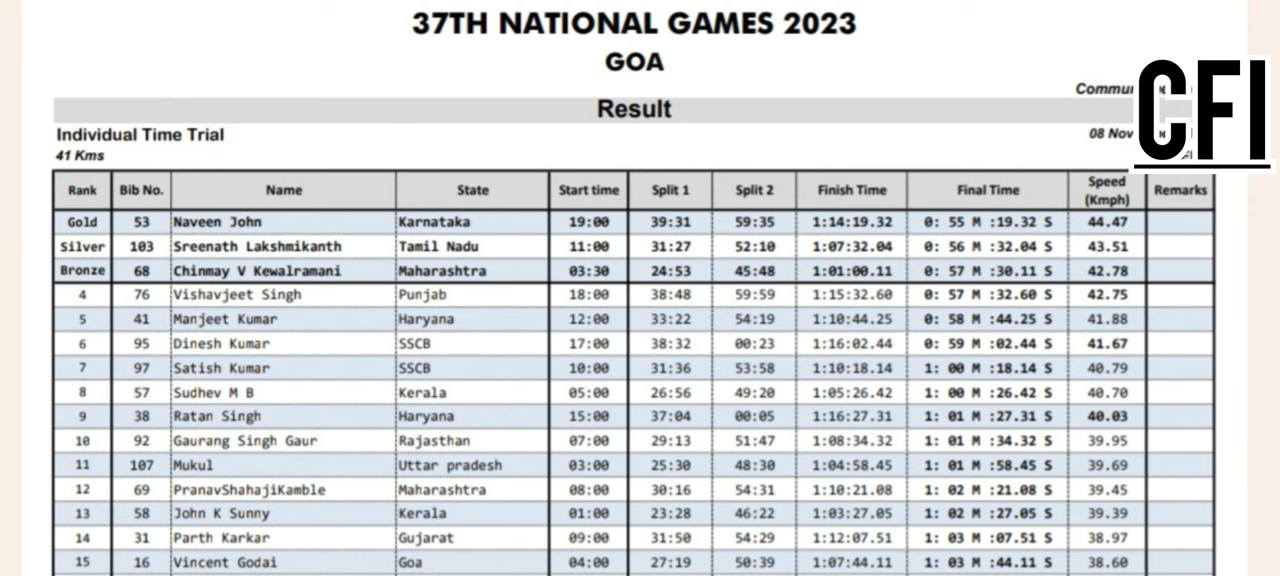 37TH NATIONAL GAMES 2023
GOA
CFI
Result
Individual Time Trial 08 Nov
41 Kms
Rank Bib No. Name State Start time Split 1 Split 2 Finish Time Final Time Speed (Kmph) Remarks
Gold 53 Naveen John Karnataka 19:00 39:31 59:35 1:14:19.32 0: 55 M :19.32 S 44.47
Silver 103 Sreenath Lakshmikanth Tamil Nadu 11:00 31:27 52:10 1:07:32.04 0: 56 M :32.04 S 43.51
Bronze 68 Chinmay V Kewalramani Maharashtra 03:30 24:53 45:48 1:01:00.11 0: 57 M :30.11 S 42.78
4 76 Vishavjeet Singh Punjab 18:00 38:48 59:59 1:15:32.60 0: 57 M :32.60 S 42.75
5 41 Manjeet Kumar Haryana 12:00 33:22 54:19 1:10:44.25 0: 58 M :44.25 S 41.88
6 95 Dinesh Kumar SSCB 17:00 38:32 00:23 1:16:02.44 0: 59 M :02.44 S 41.67
7 97 Satish Kumar SSCB 10:00 31:36 53:58 1:10:18.14 1: 00 M :18.14 S 40.79
8 57 Sudhev M B Kerala 05:00 26:56 49:20 1:05:26.42 1: 00 M :26.42 S 40.70
9 38 Ratan Singh Haryana 15:00 37:04 00:05 1:16:27.31 1: 01 M :27.31 S 40.03
10 92 Gaurang Singh Gaur Rajasthan 07:00 29:13 51:47 1:08:34.32 1: 01 M :34.32 S 39.95
11 107 Mukul Uttar pradesh 03:00 25:30 48:30 1:04:58.45 1: 01 M :58.45 S 39.69
12 69 PranavShahajiKamble Maharashtra 08:00 30:16 54:31 1:10:21.08 1: 02 M :21.08 S 39.45
13 58 John K Sunny Kerala 01:00 23:28 46:22 1:03:27.05 1: 02 M :27.05 S 39.39
14 31 Parth Karkar Gujarat 09:00 31:50 54:29 1:12:07.51 1: 03 M :07.51 S 38.97
15 16 Vincent Godai Goa 04:00 27:19 50:39 1:07:44.11 1: 03 M :44.11 S 38.60